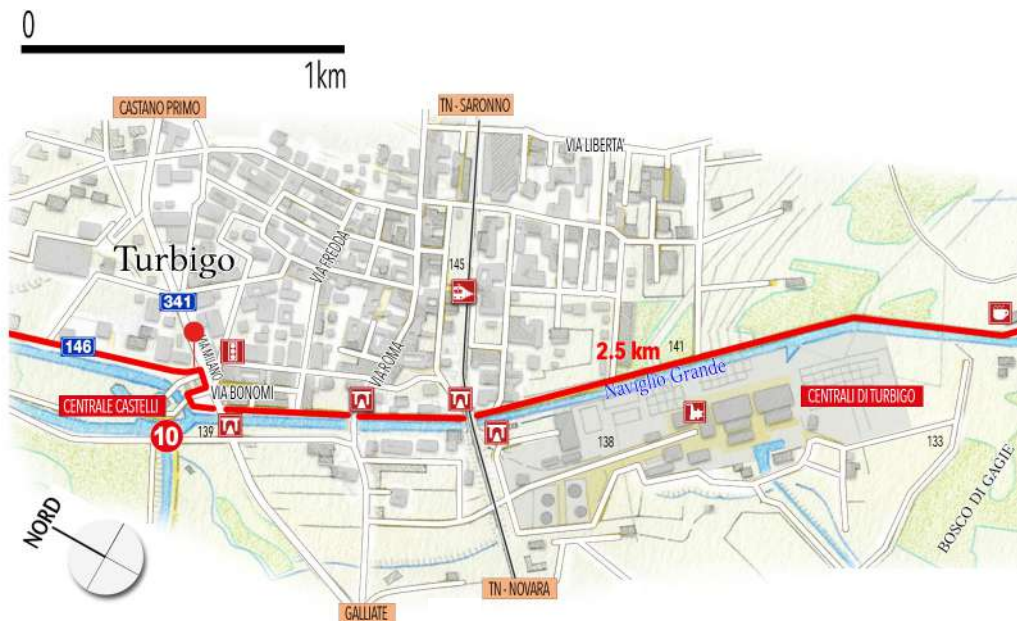 0
1km
CASTANO PRIMO
TN - SARONNO
VIA LIBERTA'
Turbigo
VIA FREDDA
145
341
146
VIA MILANO
VIA ROMA
2.5 km
141
Naviglio Grande
VIA BONOMI
CENTRALE CASTELLI
CENTRALI DI TURBIGO
10
139
138
133
BOSCO DI GAGIE
NORD
TN - NOVARA
GALLIATE